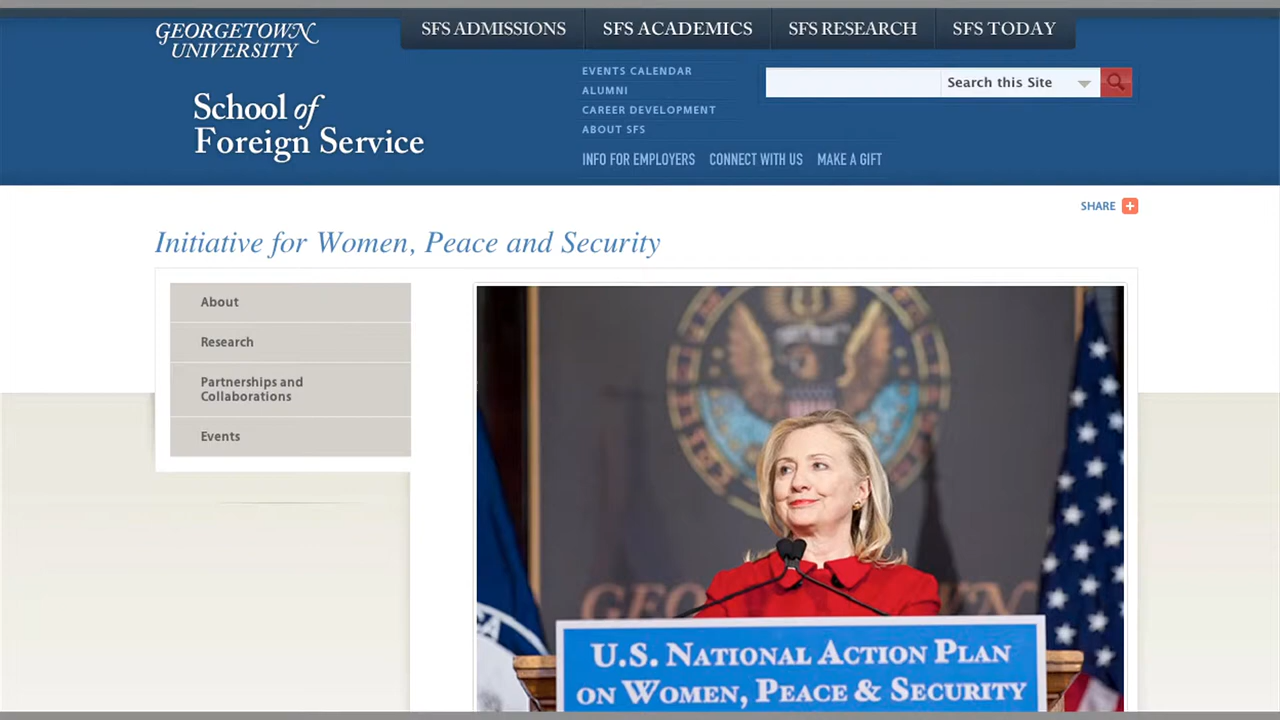 GEORGETOWN
UNIVERSITY
School of
Foreign Service
SFS ADMISSIONS
SFS ACADEMICS
SFS RESEARCH
SFS TODAY
EVENTS CALENDAR
ALUMNI
CAREER DEVELOPMENT
ABOUT SFS
Search this Site
INFO FOR EMPLOYERS
CONNECT WITH US
MAKE A GIFT
SHARE
Initiative for Women, Peace and Security
About
Research
Partnerships and
Collaborations
Events
U.S. NATIONAL ACTION PLAN
ON WOMEN, PEACE & SECURITY